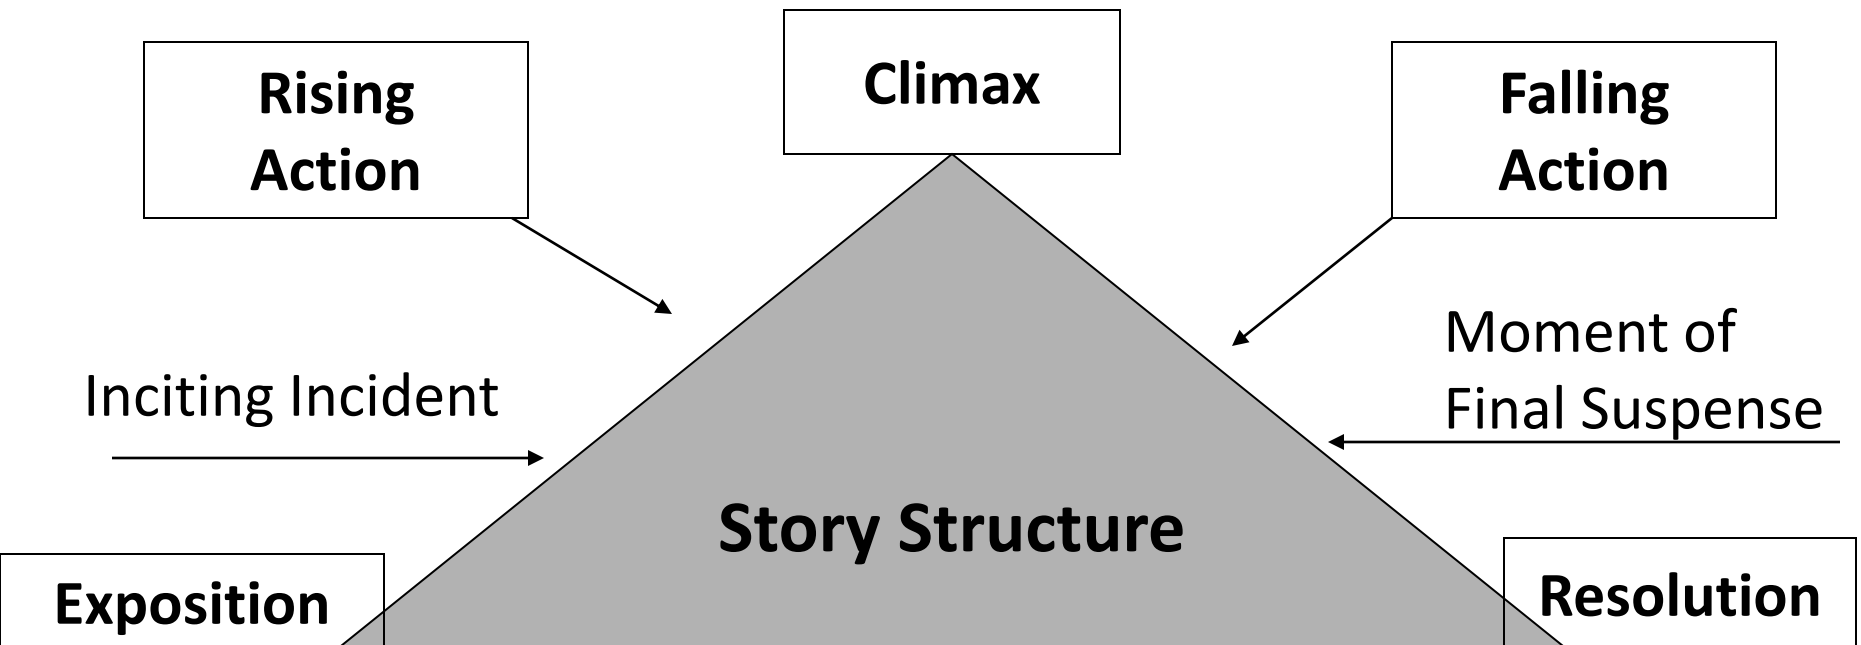 Climax
Rising
Action
Falling
Action
Moment of
Final Suspense
Inciting Incident
Story Structure
Exposition
Resolution